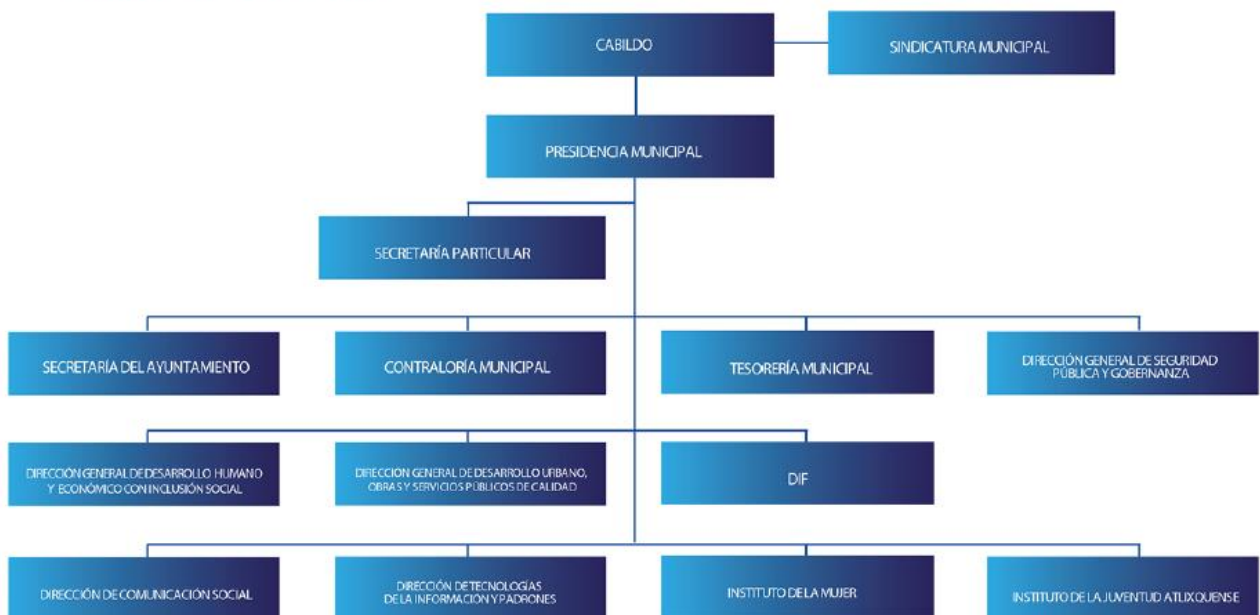 CABILDO
SINDICATURA MUNICIPAL
PRESIDENCIA MUNICIPAL
SECRETARÍA PARTICULAR
SECRETARÍA DEL AYUNTAMIENTO
CONTRALORÍA MUNICIPAL
TESORERÍA MUNICIPAL
DIRECCIÓN GENERAL DE SEGURIDAD
PÚBLICA Y GOBERNANZA
DIRECCIÓN GENERAL DE DESARROLLO HUMANO
Y ECONÓMICO CON INCLUSIÓN SOCIAL
DIRECCIÓN GENERAL DE DESARROLLO URBANO,
OBRAS Y SERVICIOS PÚBLICOS DE CALIDAD
DIF
DIRECCIÓN DE COMUNICACIÓN SOCIAL
DIRECCIÓN DE TECNOLOGÍAS
DE LA INFORMACIÓN Y PADRONES
INSTITUTO DE LA MUJER
INSTITUTO DE LA JUVENTUD ATLIXQUENSE